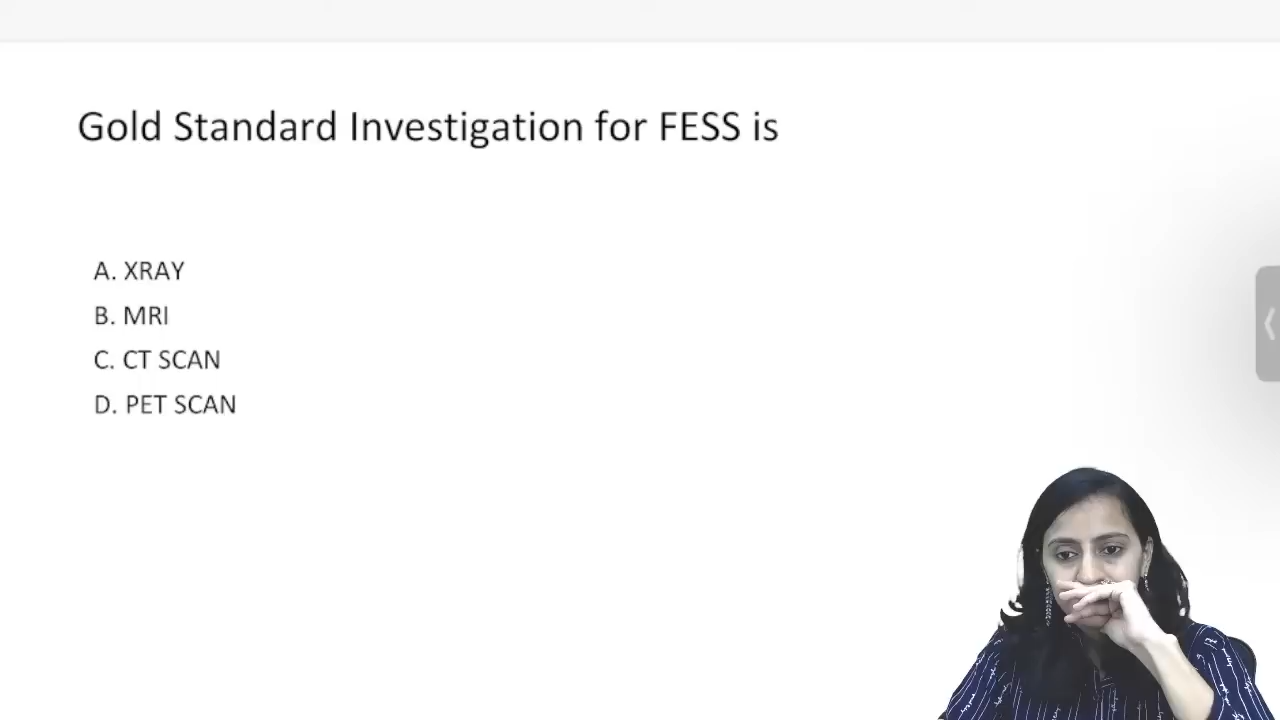 Gold Standard Investigation for FESS is
A. XRAY
B. MRI
C. CT SCAN
D. PET SCAN